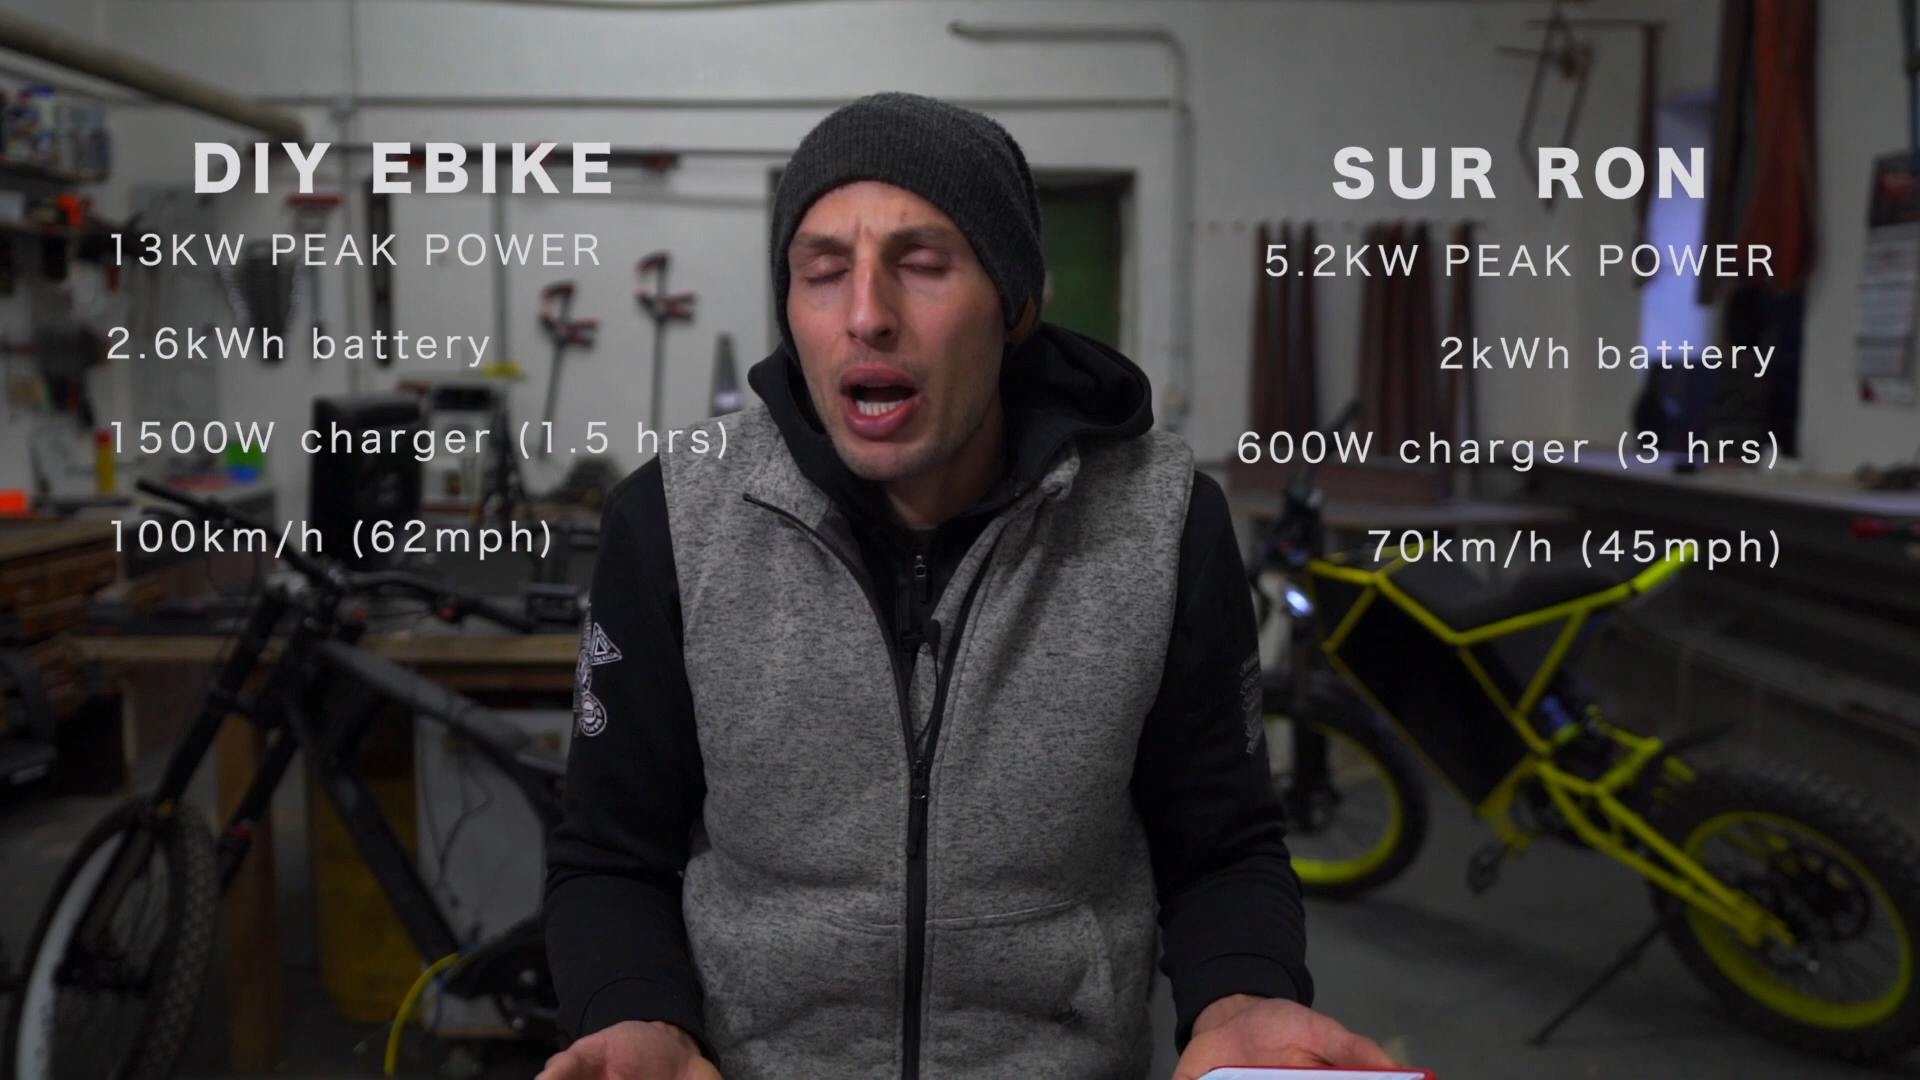 DIY EBIKE
13KW PEAK POWER
2.6kWh battery
1500W charger (1.5 hrs)
100km/h (62mph)
SUR RON
5.2KW PEAK POWER
2kWh battery
600W charger (3 hrs)
70km/h (45mph)